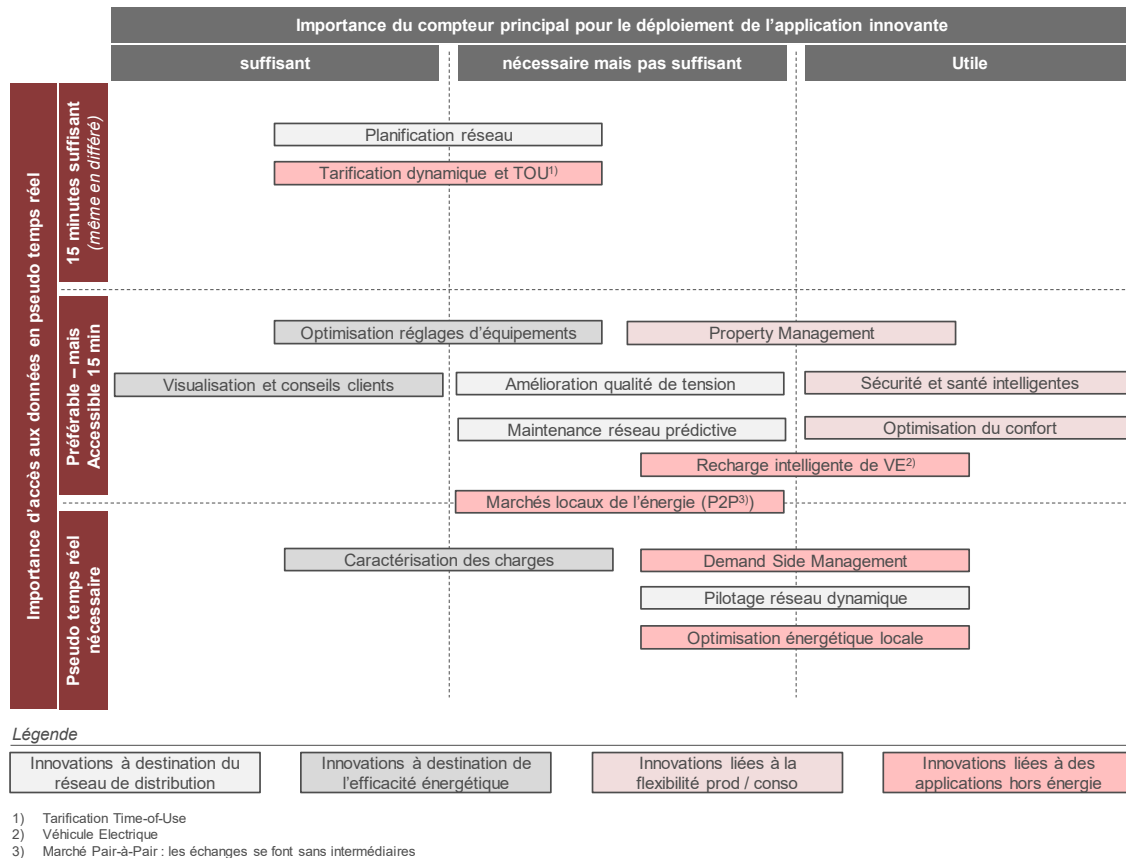 Importance du compteur principal pour le déploiement de l'application innovante
suffisant
nécessaire mais pas suffisant
Utile
Importance d'accès aux données en pseudo temps réel
15 minutes suffisant
(même en différé)
Planification réseau
Tarification dynamique et TOU1)
Préférable – mais
Accessible 15 min
Optimisation réglages d'équipements
Property Management
Visualisation et conseils clients
Amélioration qualité de tension
Sécurité et santé intelligentes
Maintenance réseau prédictive
Optimisation du confort
Recharge intelligente de VE2)
Marchés locaux de l'énergie (P2P3))
Pseudo temps réel
nécessaire
Caractérisation des charges
Demand Side Management
Pilotage réseau dynamique
Optimisation énergétique locale
Légende
Innovations à destination du
réseau de distribution
Innovations à destination de
l'efficacité énergétique
Innovations liées à la
flexibilité prod / conso
Innovations liées à des
applications hors énergie
1) Tarification Time-of-Use
2) Véhicule Electrique
3) Marché Pair-à-Pair : les échanges se font sans intermédiaires